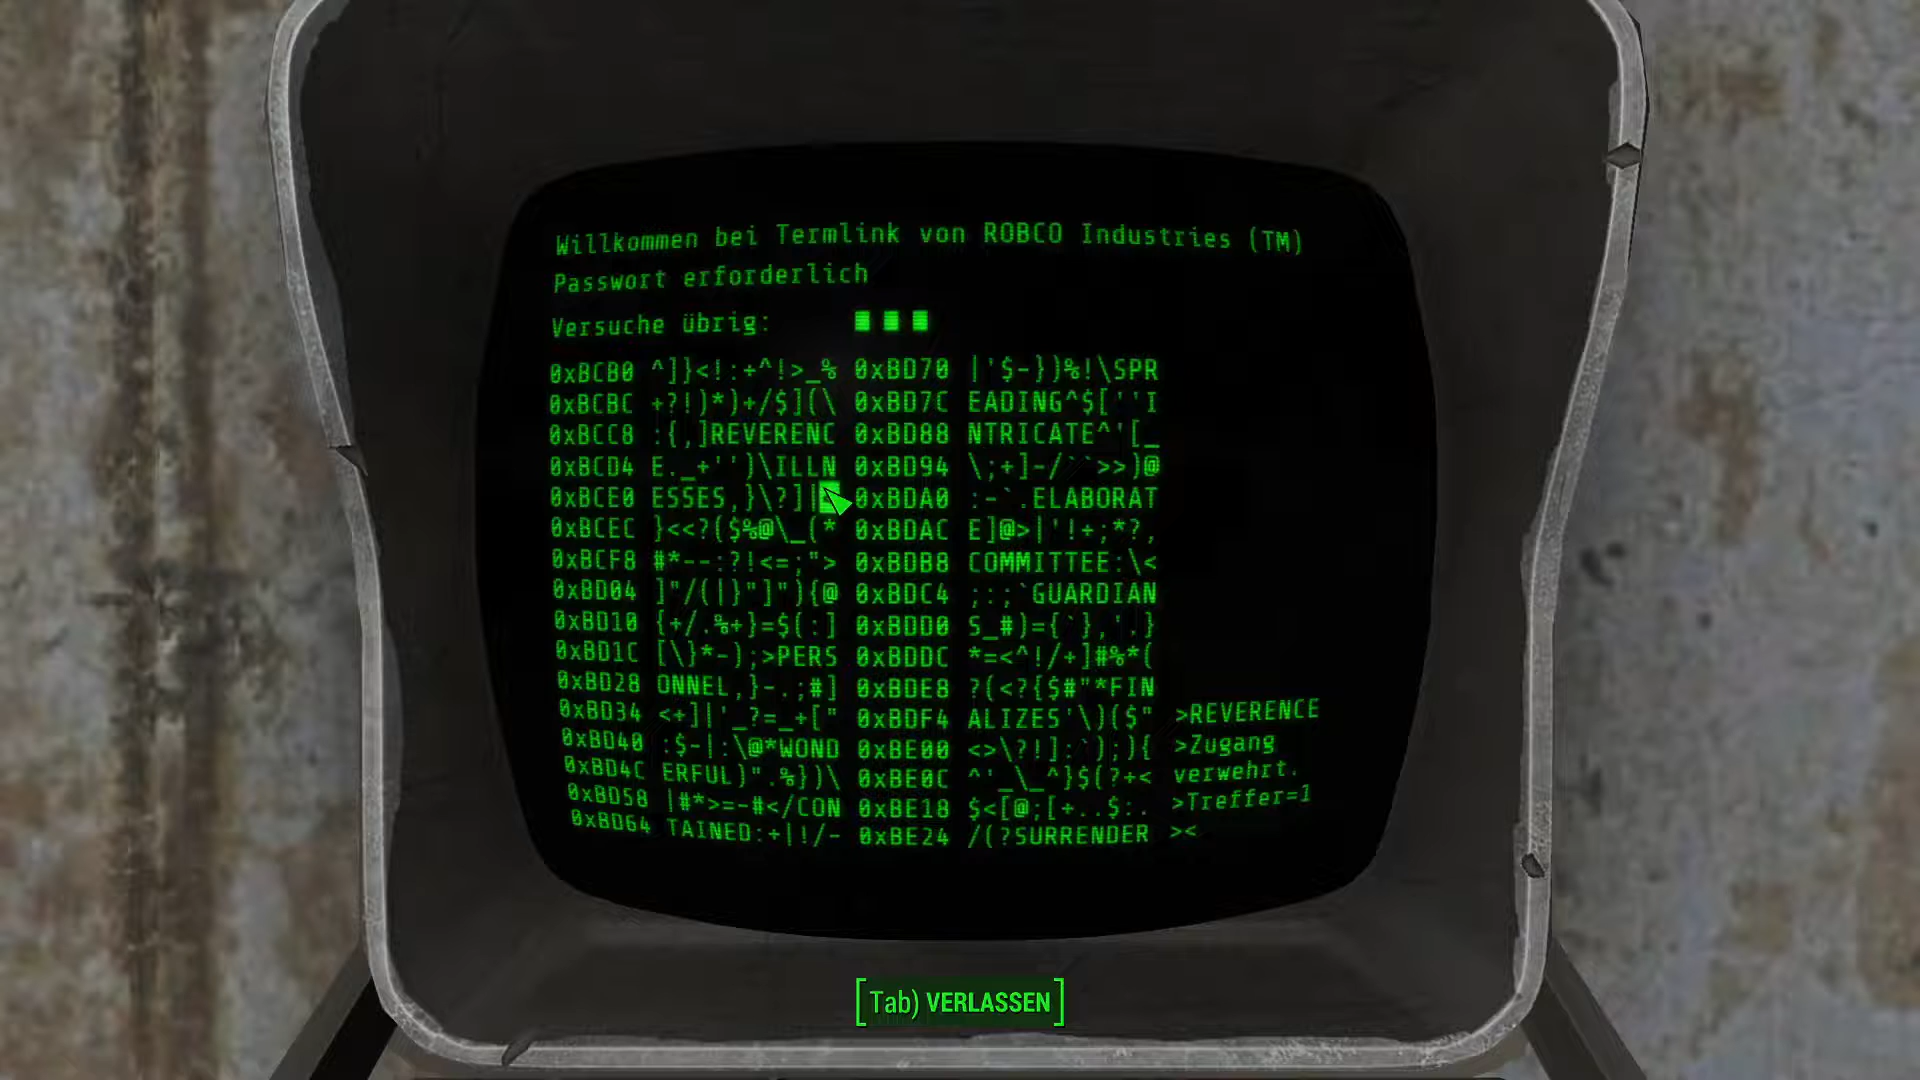 Willkommen bei Termlink von ROBCO Industries (TM)
Passwort erforderlich
Versuche übrig:
0xBCB0 ^]}<!:+^!>_% 0xBD70 |'$-})%!\SPR
0xBCBC +?!)*)+/$](\ 0xBD7C EADING^$[''I
0xBCC8 :{,]REVERENC 0xBD88 NTRICATE^'[_
0xBCD4 E._+'')\ILLN 0xBD94 \;+]-/``>>)@
0xBCE0 ESSES,}\?]| 0xBDA0 :-`.ELABORAT
0xBCEC }<<?($%@\_(* 0xBDAC E]@>|'!+;*?,
0xBCF8 #*--:?!<=;"> 0xBDB8 COMMITTEE:\<
0xBD04 ]"/(|}"]"){@ 0xBDC4 ;:;`GUARDIAN
0xBD10 {+/.%+}=$(:] 0xBDD0 S_#)={`},'.}
0xBD1C [\}*-);>PERS 0xBDDC *=<^!/+]#%*(
0xBD28 ONNEL,}-.;#] 0xBDE8 ?(<?{$#"*FIN
0xBD34 <+]|'_?=_+[" 0xBDF4 ALIZES'\)($" >REVERENCE
0xBD40 :$-|:\@*WOND 0xBE00 <>\?!]:`);){ >Zugang
0xBD4C ERFUL)".%})\ 0xBE0C ^'_\_^}$(?+< verwehrt.
0xBD58 |#*>=-#</CON 0xBE18 $<[@;[+..$:. >Treffer=1
0xBD64 TAINED:+|!/- 0xBE24 /(?SURRENDER ><
[Tab) VERLASSEN]